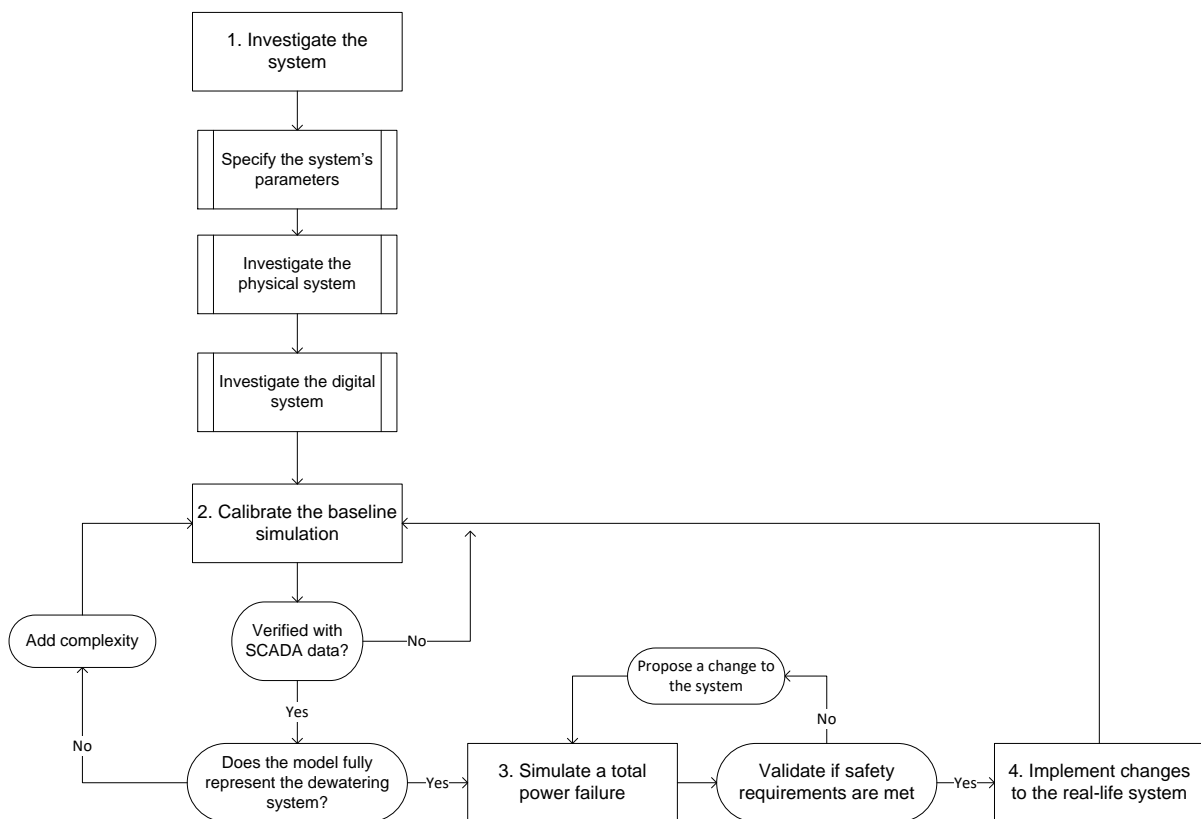 1. Investigate the
system
Specify the system's
parameters
Investigate the
physical system
Investigate the digital
system
2. Calibrate the baseline
simulation
Add complexity
Verified with
SCADA data?
No
Propose a change to
the system
Yes
No
No
Does the model fully
represent the dewatering
system?
Yes
3. Simulate a total
power failure
Validate if safety
requirements are met
Yes
4. Implement changes
to the real-life system